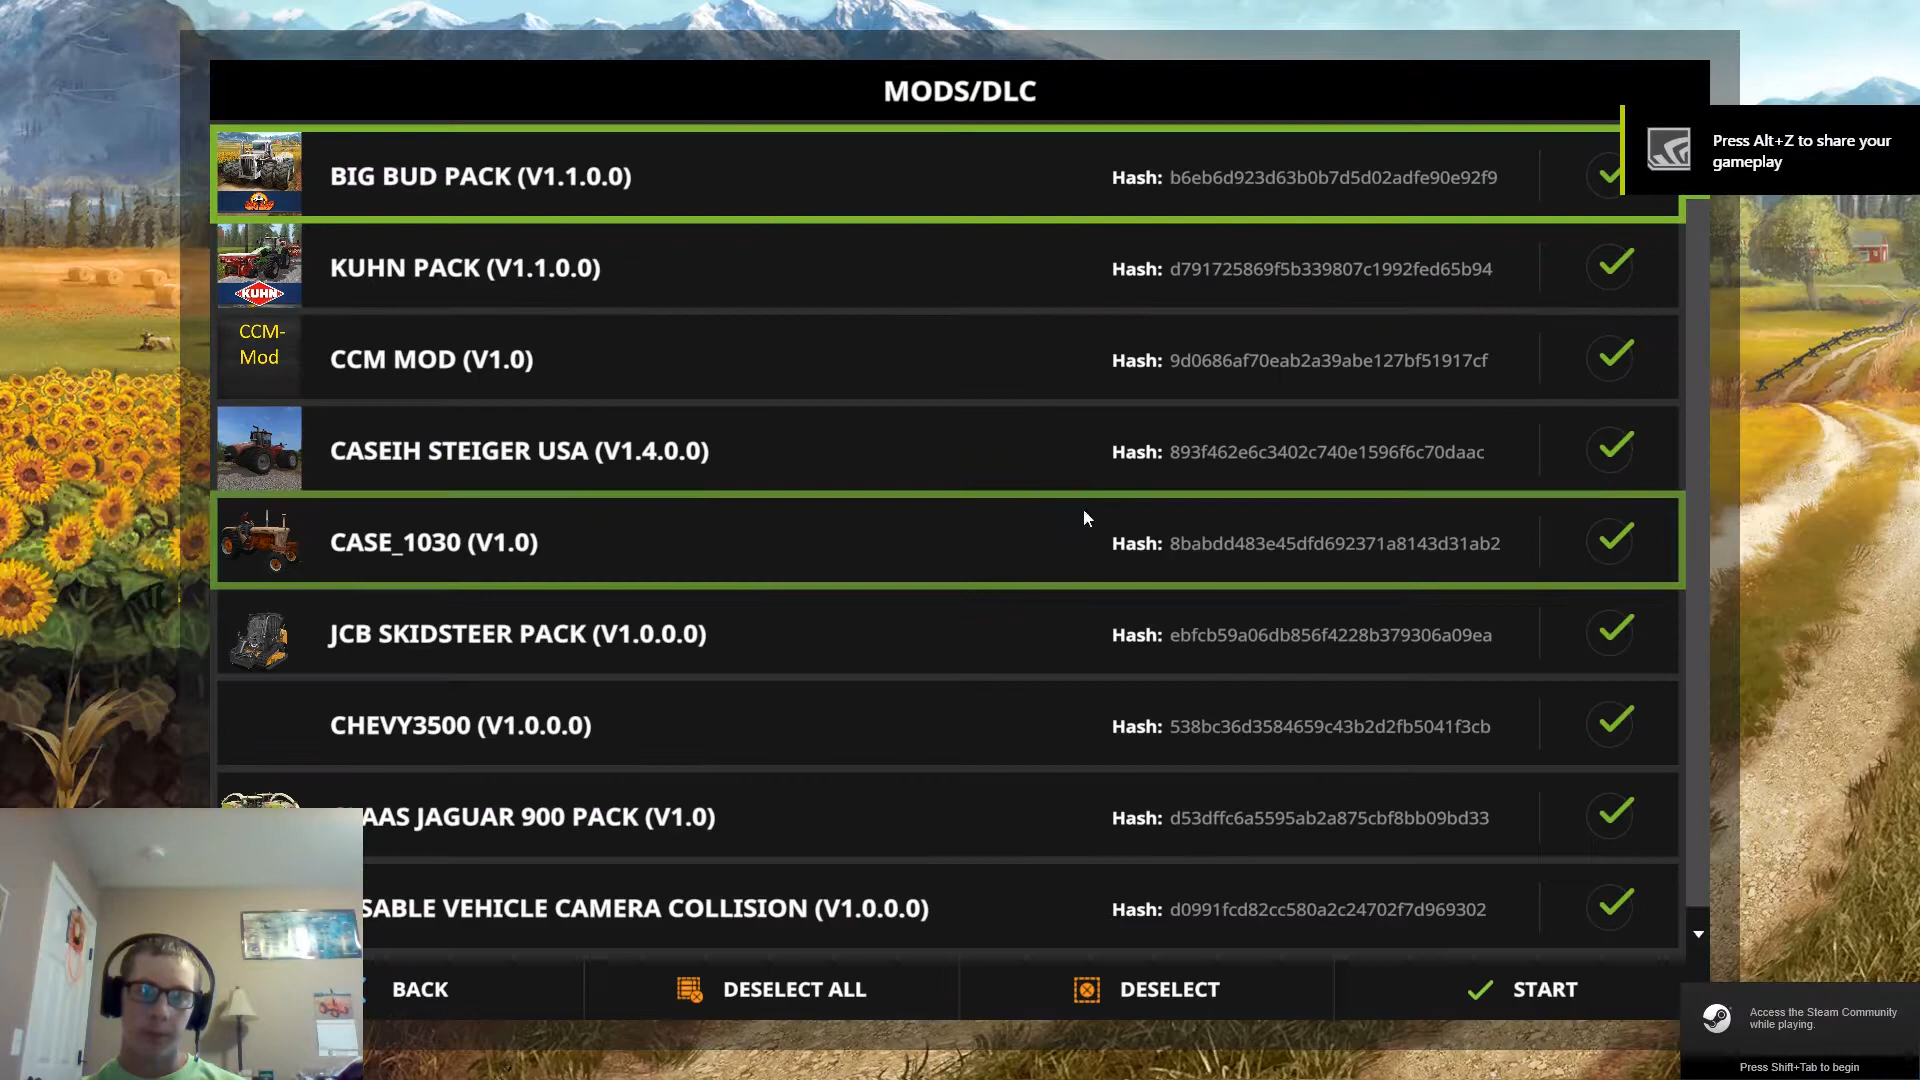 MODS/DLC
Press Alt+Z to share your
gameplay
BIG BUD PACK (V1.1.0.0)
Hash: b6eb6d923d63b0b7d5d02adfe90e92f9
KUHN PACK (V1.1.0.0)
Hash: d791725869f5b339807c1992fed65b94
KUHN
CCM-
Mod
CCM MOD (V1.0)
Hash: 9d0686af70eab2a39abe127bf51917cf
CASEIH STEIGER USA (V1.4.0.0)
Hash: 893f462e6c3402c740e1596f6c70daac
CASE_1030 (V1.0)
Hash: 8babdd483e45dfd692371a8143d31ab2
JCB SKIDSTEER PACK (V1.0.0.0)
Hash: ebfcb59a06db856f4228b379306a09ea
CHEVY3500 (V1.0.0.0)
Hash: 538bc36d3584659c43b2d2fb5041f3cb
AAS JAGUAR 900 PACK (V1.0)
Hash: d53dffc6a5595ab2a875cbf8bb09bd33
SABLE VEHICLE CAMERA COLLISION (V1.0.0.0)
Hash: d0991fcd82cc580a2c24702f7d969302
BACK
DESELECT ALL
DESELECT
START
Access the Steam Community
while playing.
Press Shift+Tab to begin